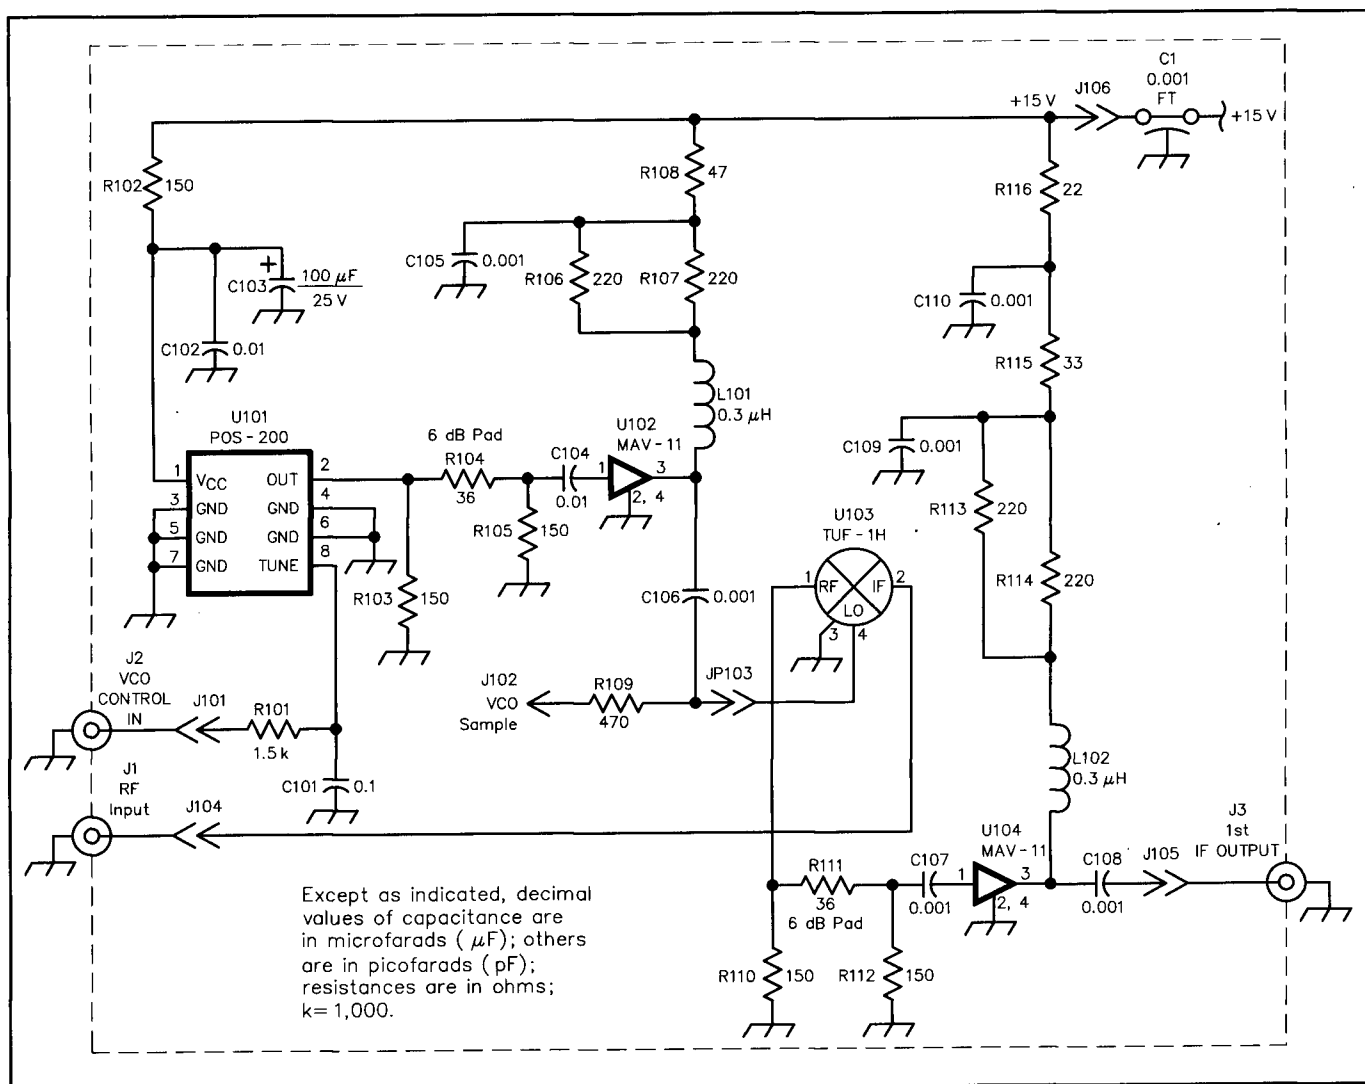 C1
0.001
FT
J106
+15 V
+15 V
R102
150
R108
47
R116
22
C105
0.001
R106
220
R107
220
C103
+
100 µF
25 V
C102
0.01
C110
0.001
R115
33
L101
0.3 µH
U101
POS-200
1
VCC
OUT
2
3
GND
GND
4
5
GND
GND
6
7
GND
TUNE
8
6 dB Pad
R104
36
C104
0.01
U102
MAV-11
1
3
2, 4
R105
150
R103
150
C109
0.001
R113
220
R114
220
U103
TUF-1H
1
RF
IF
2
LO
3
4
C106
0.001
J2
VCO
CONTROL
IN
J101
R101
1.5 k
J102
VCO
Sample
R109
470
JP103
C101
0.1
J1
RF
Input
J104
L102
0.3 µH
U104
MAV-11
1
3
2, 4
J3
1st
IF OUTPUT
R111
36
6 dB Pad
C107
0.001
C108
0.001
J105
R110
150
R112
150
Except as indicated, decimal
values of capacitance are
in microfarads ( µF); others
are in picofarads ( pF);
resistances are in ohms;
k= 1,000.